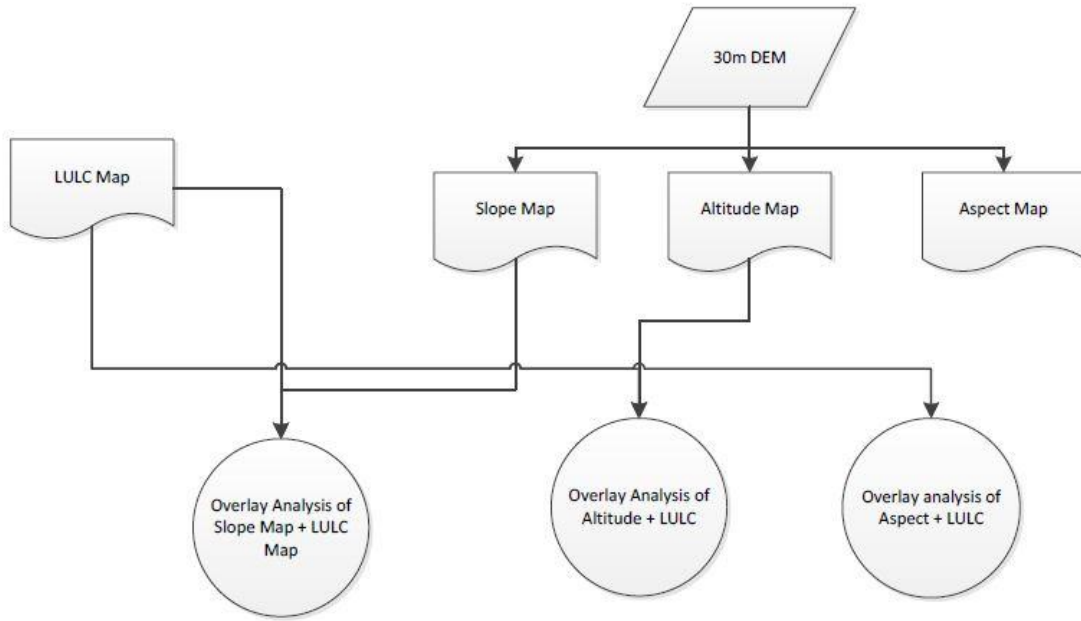 30m DEM
LULC Map
Slope Map
Altitude Map
Aspect Map
Overlay Analysis of
Slope Map + LULC
Map
Overlay Analysis of
Altitude + LULC
Overlay analysis of
Aspect + LULC